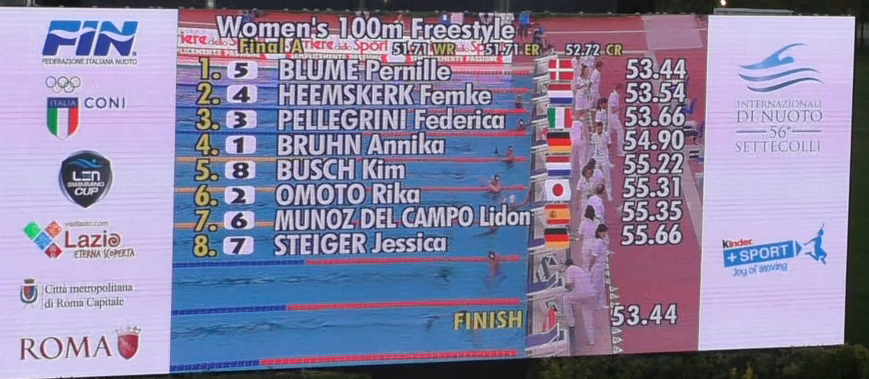 FIN
FEDERAZIONE ITALIANA NUOTO
ITALIA
CONI
LEN
SWIMMING
CUP
visitlazio.com
Lazio
ETERNA SCOPERTA
Città metropolitana
di Roma Capitale
ROMA
Women's 100m Freestyle
Final A 51.71 WR 51.71 ER 52.72 CR
1. 5 BLUME Pernille 53.44
2. 4 HEEMSKERK Femke 53.54
3. 3 PELLEGRINI Federica 53.66
4. 1 BRUHN Annika 54.90
5. 8 BUSCH Kim 55.22
6. 2 OMOTO Rika 55.31
7. 6 MUNOZ DEL CAMPO Lidon 55.35
8. 7 STEIGER Jessica 55.66
FINISH 53.44
INTERNAZIONALI
DI NUOTO
56°
SETTECOLLI
Kinder
+SPORT
Joy of moving